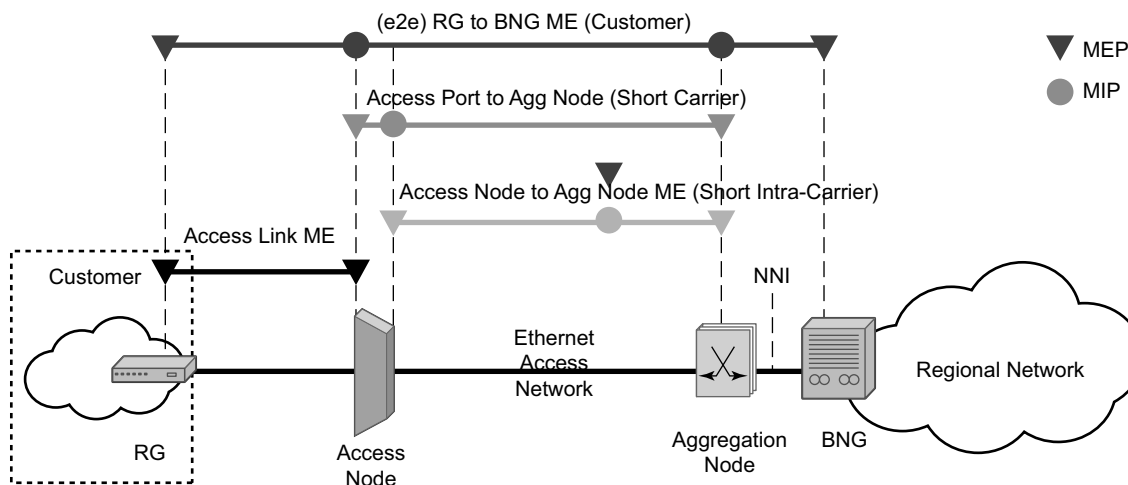 (e2e) RG to BNG ME (Customer)
MEP
MIP
Access Port to Agg Node (Short Carrier)
Access Node to Agg Node ME (Short Intra-Carrier)
Access Link ME
Customer
NNI
Ethernet
Access
Network
Regional Network
RG
Access
Node
Aggregation
Node
BNG